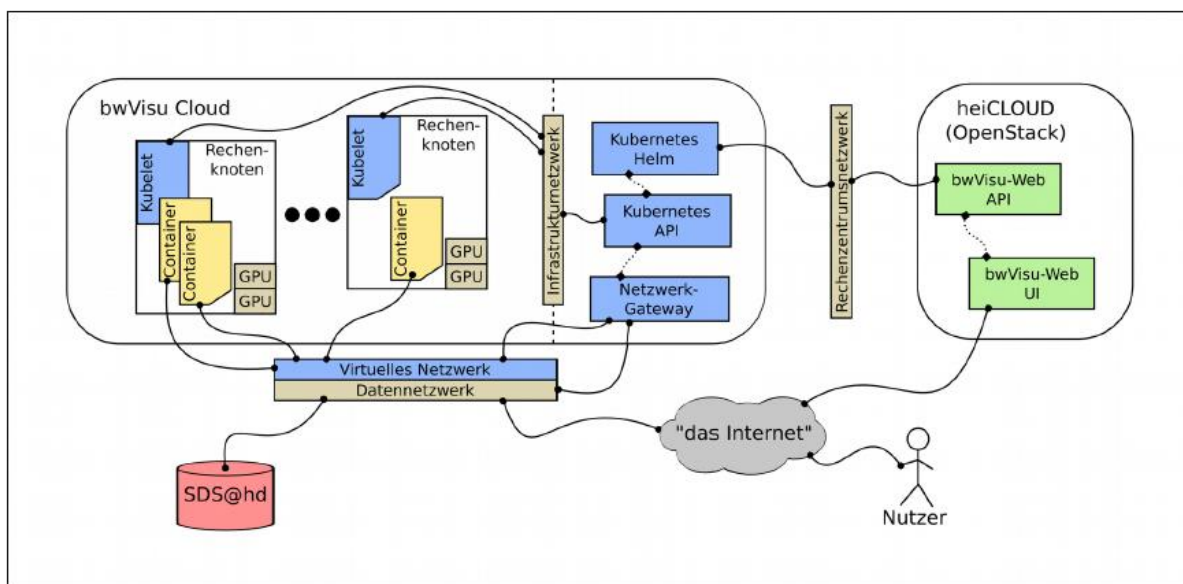 bwVisu Cloud
Kubelet
Rechen-
knoten
Container
Container
GPU
GPU
Kubelet
Rechen-
knoten
Container
GPU
GPU
Infrastrukturnetzwerk
Kubernetes
Helm
Kubernetes
API
Netzwerk-
Gateway
Rechenzentrumsnetzwerk
heiCLOUD
(OpenStack)
bwVisu-Web
API
bwVisu-Web
UI
Virtuelles Netzwerk
Datennetzwerk
"das Internet"
SDS@hd
Nutzer